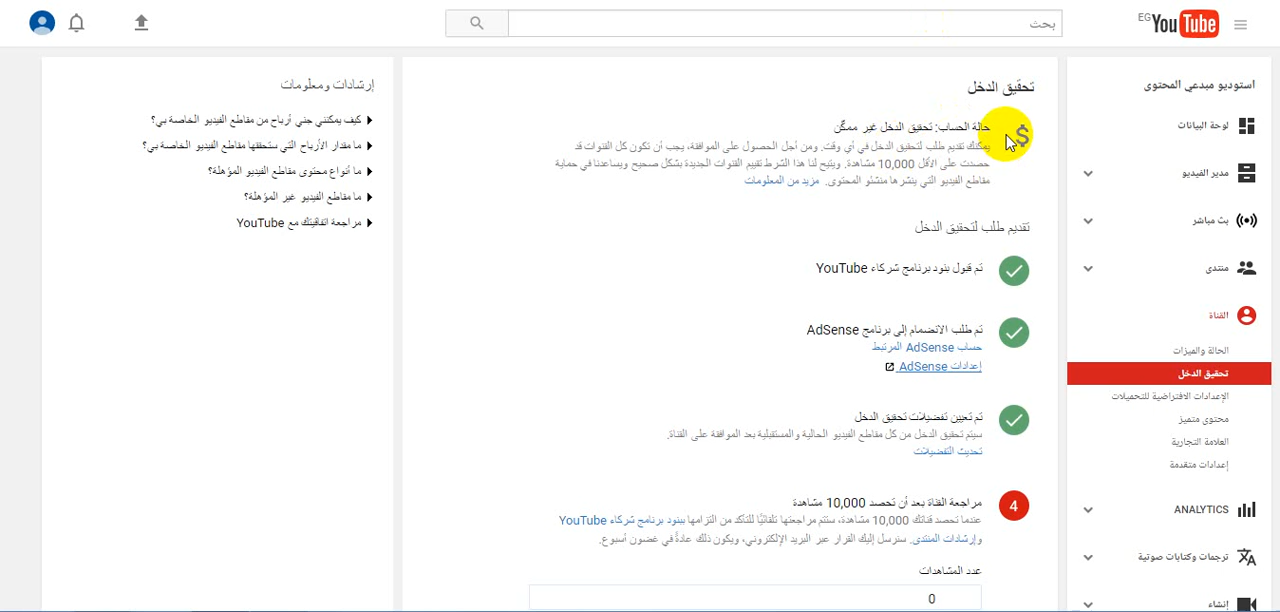 YouTube EG
بحث
استوديو مبدعي المحتوى
لوحة البيانات
مدير الفيديو
بث مباشر
منتدى
القناة
الحالة والميزات
تحقيق الدخل
الإعدادات الافتراضية للتحميلات
محتوى متميز
العلامة التجارية
إعدادات متقدمة
ANALYTICS
ترجمات وكتابات صوتية
إنشاء
تحقيق الدخل
$
حالة الحساب: تحقيق الدخل غير ممكّن
يمكنك تقديم طلب لتحقيق الدخل في أي وقت. ومن أجل الحصول على الموافقة، يجب أن تكون كل القنوات قد
حصدت على الأقل 10,000 مشاهدة. ويتيح لنا هذا الشرط تقييم القنوات الجديدة بشكل صحيح ويساعدنا في حماية
مقاطع الفيديو التي ينشرها منشئو المحتوى. مزيد من المعلومات
تقديم طلب لتحقيق الدخل
تم قبول بنود برنامج شركاء YouTube
تم طلب الانضمام إلى برنامج AdSense
حساب AdSense المرتبط
إعدادات AdSense
تم تعيين تفضيلات تحقيق الدخل
سيتم تحقيق الدخل من كل مقاطع الفيديو الحالية والمستقبلية بعد الموافقة على القناة.
تحديث التفضيلات
4
مراجعة القناة بعد أن تحصد 10,000 مشاهدة
عندما تحصد قناتك 10,000 مشاهدة، ستتم مراجعتها تلقائيًا للتأكد من التزامها ببنود برنامج شركاء YouTube
وإرشادات المنتدى. سنرسل إليك القرار عبر البريد الإلكتروني، ويكون ذلك عادةً في غضون أسبوع.
عدد المشاهدات
0
إرشادات ومعلومات
كيف يمكنني جني أرباح من مقاطع الفيديو الخاصة بي؟
ما مقدار الأرباح التي ستحققها مقاطع الفيديو الخاصة بي؟
ما أنواع محتوى مقاطع الفيديو المؤهلة؟
ما مقاطع الفيديو غير المؤهلة؟
مراجعة اتفاقيتك مع YouTube